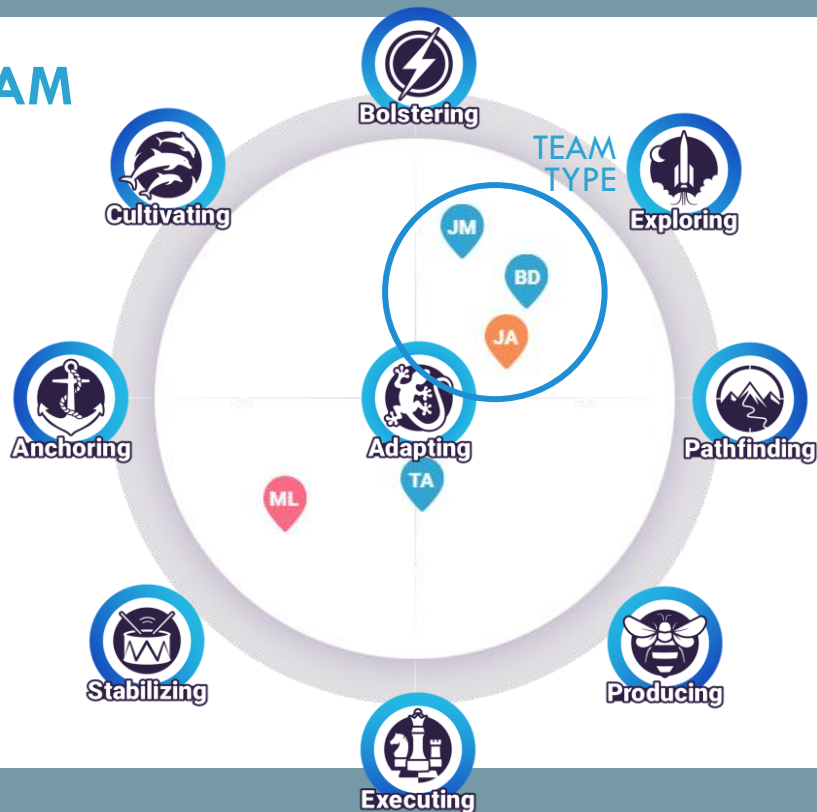 AM
Bolstering
TEAM
TYPE
Cultivating
Exploring
JM
BD
JA
Anchoring
Adapting
Pathfinding
ML
TA
Stabilizing
Producing
Executing